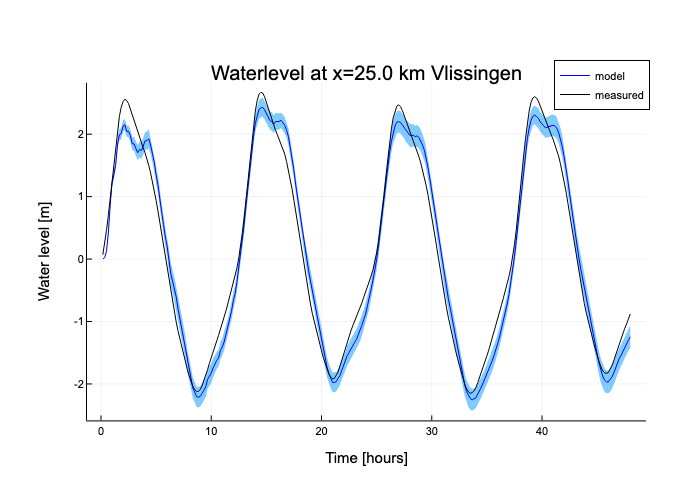 Waterlevel at x=25.0 km Vlissingen
model
measured
Water level [m]
2
1
0
-1
-2
0
10
20
30
40
Time [hours]